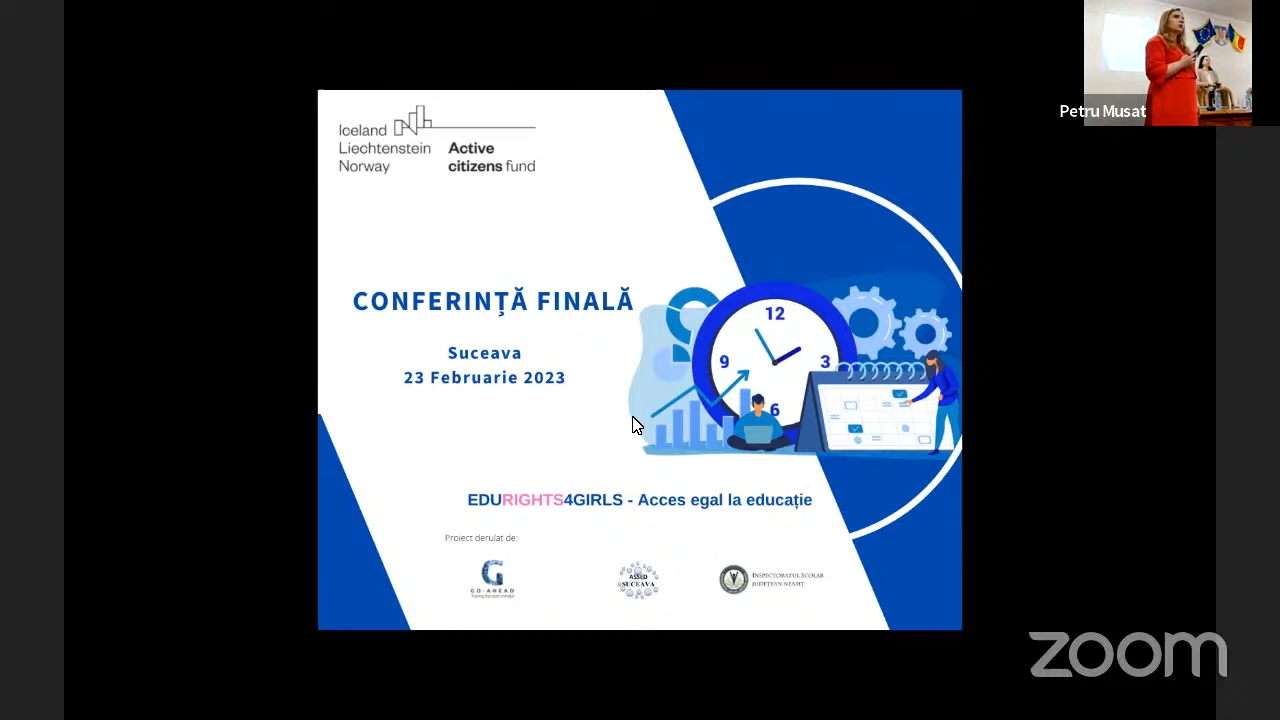 Iceland
Liechtenstein
Norway
Active
citizens fund
Petru Musat
CONFERINȚĂ FINALĂ
Suceava
23 Februarie 2023
12
9
3
6
EDURIGHTS4GIRLS - Acces egal la educație
Proiect derulat de:
G
GO-AHEAD
ASSED
SUCEAVA
INSPECTORATUL ȘCOLAR
JUDEȚEAN NEAMȚ
zoom